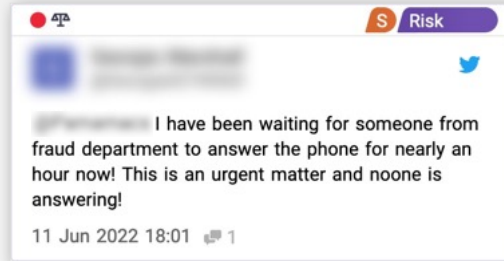 S Risk
I have been waiting for someone from
fraud department to answer the phone for nearly an
hour now! This is an urgent matter and noone is
answering!
11 Jun 2022 18:01 1